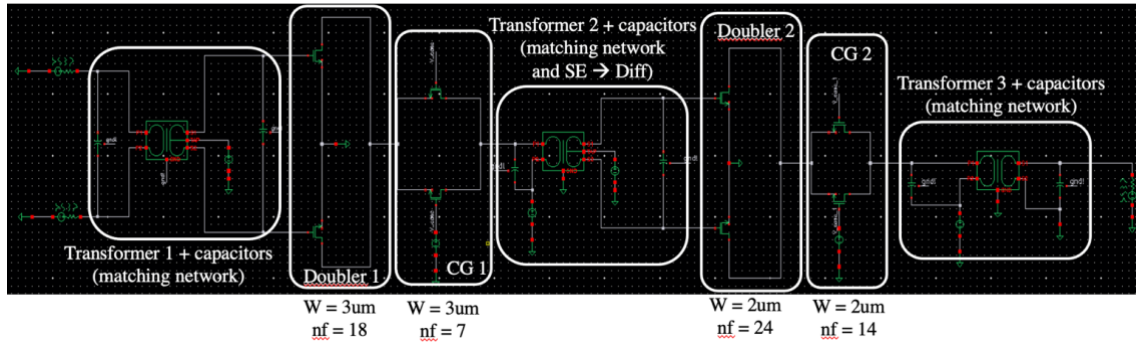 Transformer 1 + capacitors
(matching network)
Doubler 1
W = 3um
nf = 18
CG 1
W = 3um
nf = 7
Transformer 2 + capacitors
(matching network
and SE → Diff)
Doubler 2
W = 2um
nf = 24
CG 2
W = 2um
nf = 14
Transformer 3 + capacitors
(matching network)